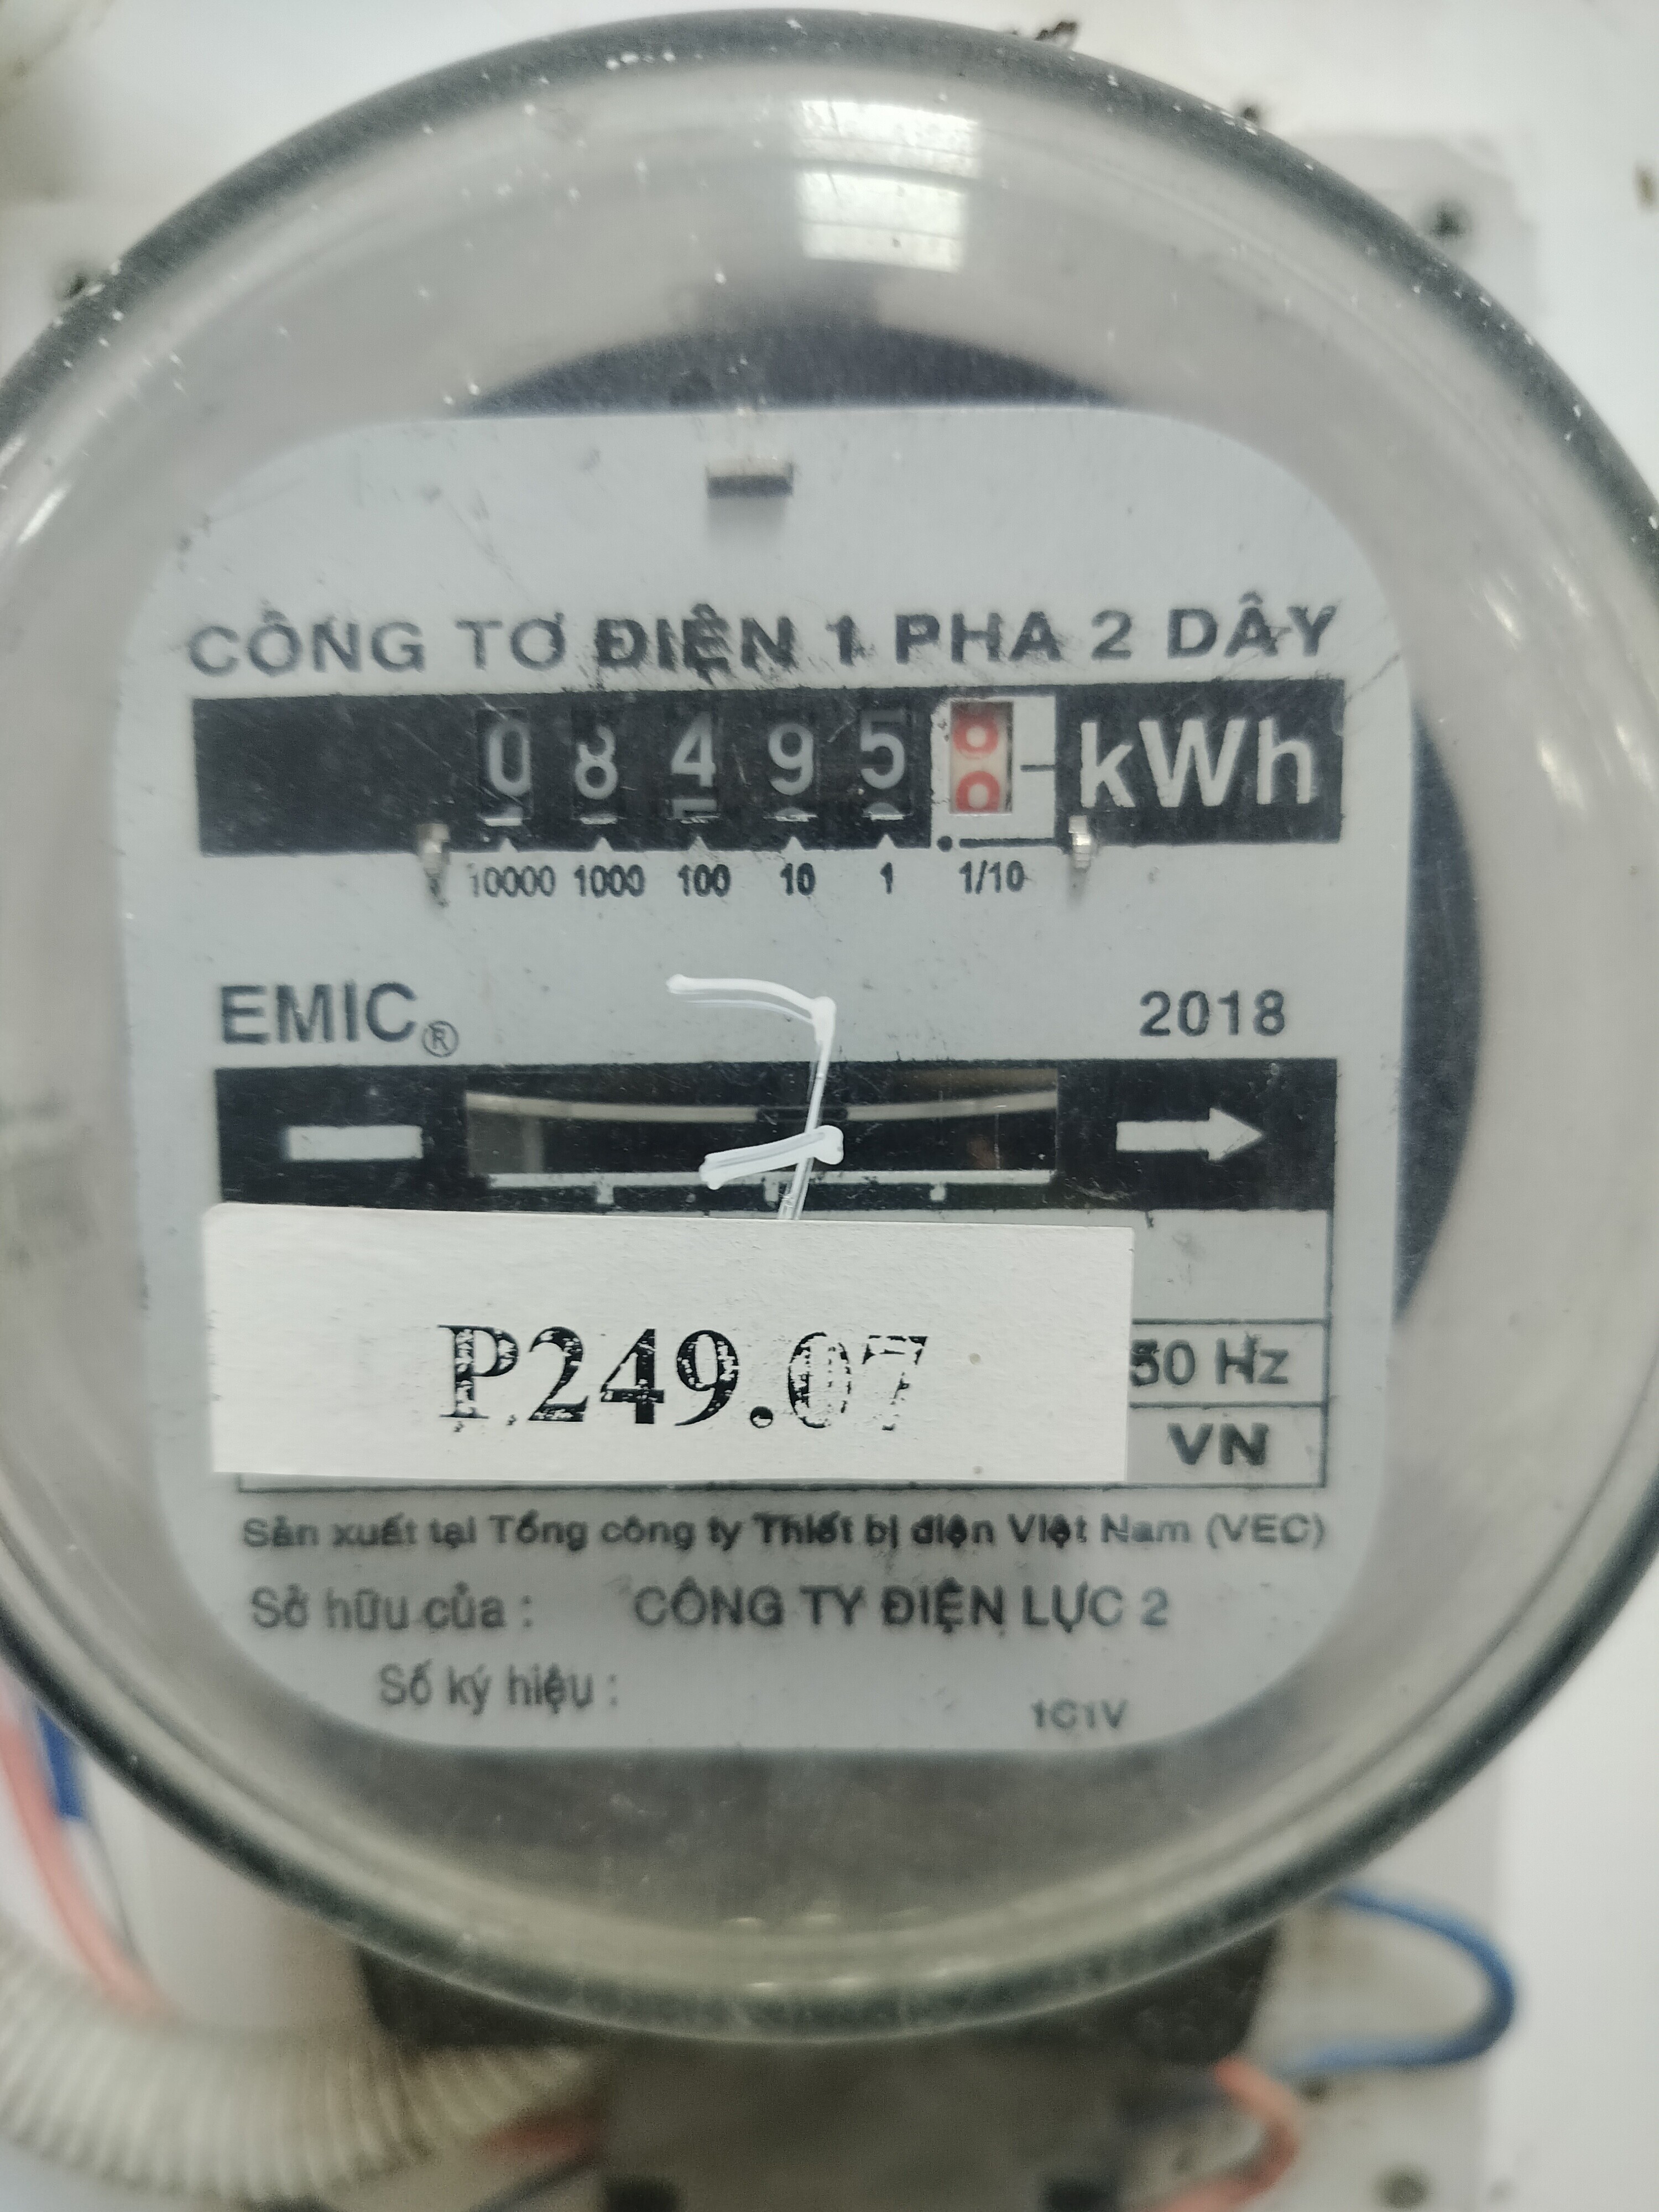 CÔNG TƠ ĐIỆN 1 PHA 2 DÂY
08495 kWh
10000 1000 100 10 1 1/10
EMIC® 2018
7
P249.07
50 Hz
VN
Sản xuất tại Tổng công ty Thiết bị điện Việt Nam (VEC)
Sở hữu của : CÔNG TY ĐIỆN LỰC 2
Số ký hiệu :
1C1V